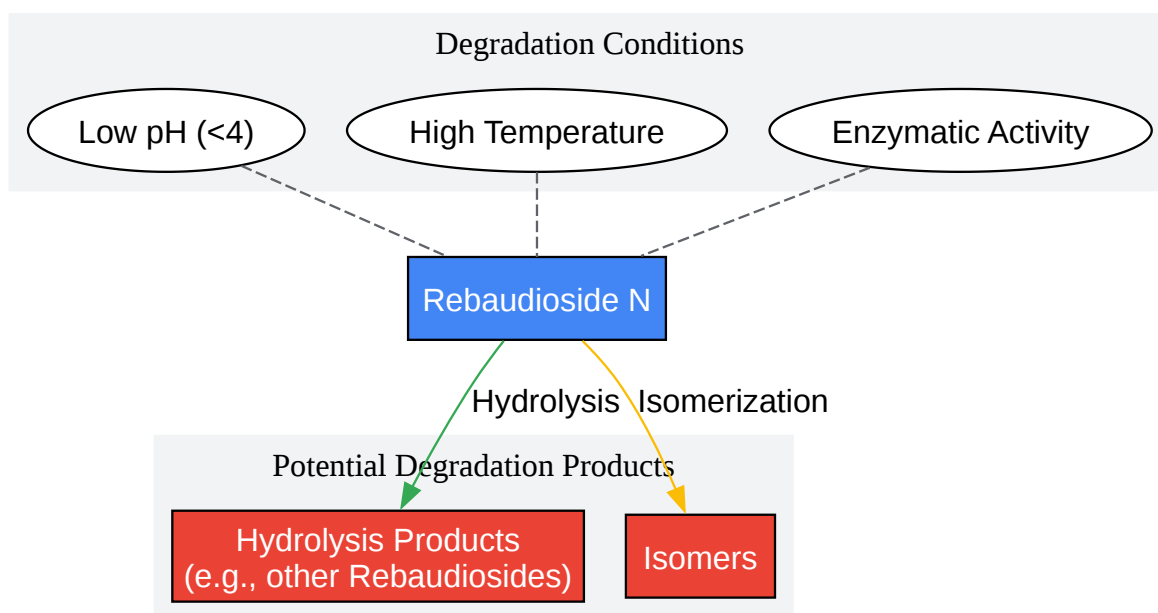 Degradation Conditions
Low pH (<4)
High Temperature
Enzymatic Activity
Rebaudioside N
Hydrolysis
Isomerization
Potential Degradation Products
Hydrolysis Products
(e.g., other Rebaudiosides)
Isomers